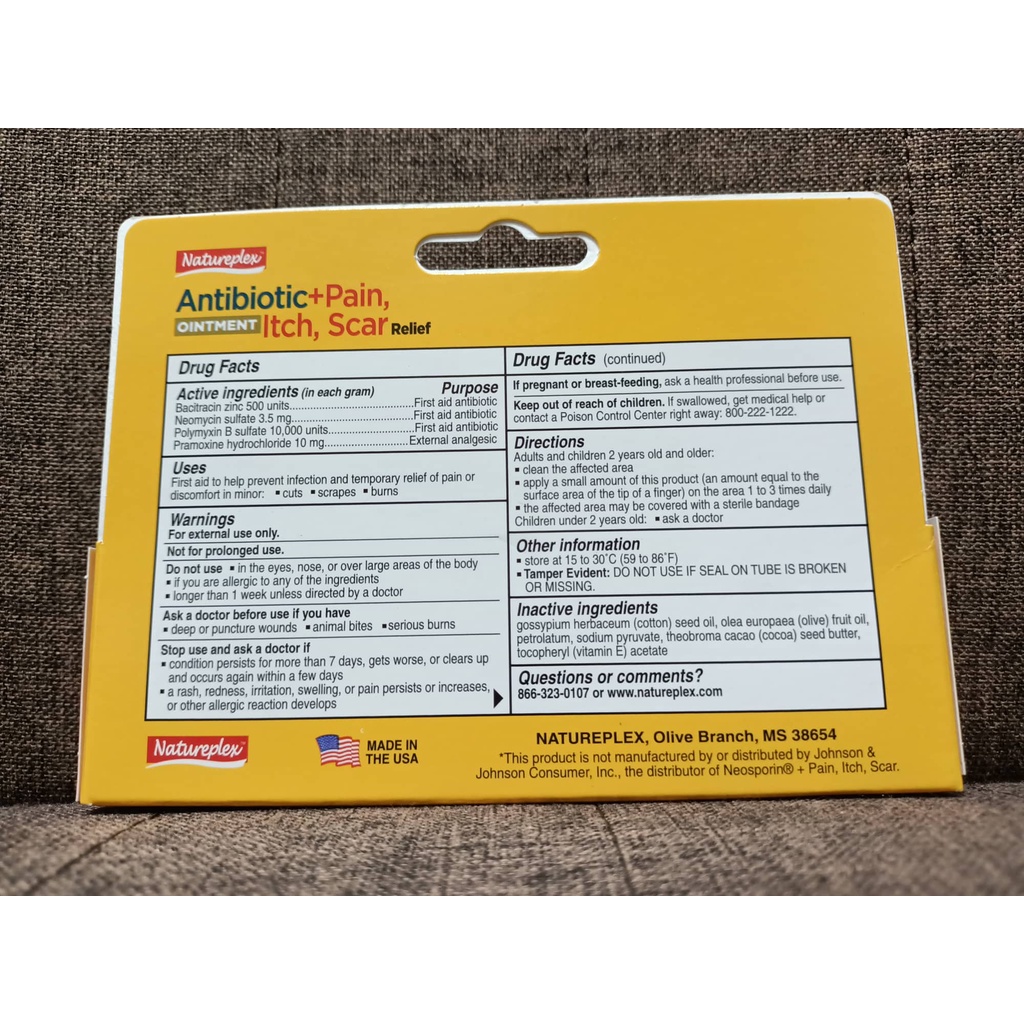 Natureplex™
Antibiotic+Pain,
OINTMENT Itch, Scar Relief
Drug Facts
Active ingredients (in each gram) Purpose
Bacitracin zinc 500 units..........First aid antibiotic
Neomycin sulfate 3.5 mg..........First aid antibiotic
Polymyxin B sulfate 10,000 units..........First aid antibiotic
Pramoxine hydrochloride 10 mg..........External analgesic
Uses
First aid to help prevent infection and temporary relief of pain or
discomfort in minor: ▪ cuts ▪ scrapes ▪ burns
Warnings
For external use only.
Not for prolonged use.
Do not use ▪ in the eyes, nose, or over large areas of the body
▪ if you are allergic to any of the ingredients
▪ longer than 1 week unless directed by a doctor
Ask a doctor before use if you have
▪ deep or puncture wounds ▪ animal bites ▪ serious burns
Stop use and ask a doctor if
▪ condition persists for more than 7 days, gets worse, or clears up
and occurs again within a few days
▪ a rash, redness, irritation, swelling, or pain persists or increases,
or other allergic reaction develops
Drug Facts (continued)
If pregnant or breast-feeding, ask a health professional before use.
Keep out of reach of children. If swallowed, get medical help or
contact a Poison Control Center right away: 800-222-1222.
Directions
Adults and children 2 years old and older:
▪ clean the affected area
▪ apply a small amount of this product (an amount equal to the
surface area of the tip of a finger) on the area 1 to 3 times daily
▪ the affected area may be covered with a sterile bandage
Children under 2 years old: ▪ ask a doctor
Other information
▪ store at 15 to 30˚C (59 to 86˚F)
▪ Tamper Evident: DO NOT USE IF SEAL ON TUBE IS BROKEN
OR MISSING.
Inactive ingredients
gossypium herbaceum (cotton) seed oil, olea europaea (olive) fruit oil,
petrolatum, sodium pyruvate, theobroma cacao (cocoa) seed butter,
tocopheryl (vitamin E) acetate
Questions or comments?
866-323-0107 or www.natureplex.com
Natureplex™
MADE IN
THE USA
NATUREPLEX, Olive Branch, MS 38654
*This product is not manufactured by or distributed by Johnson &
Johnson Consumer, Inc., the distributor of Neosporin® + Pain, Itch, Scar.